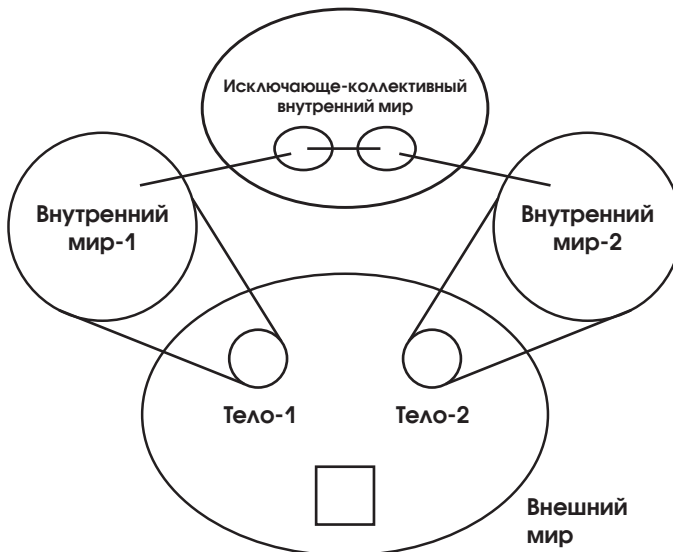 Исключающе-коллективный
внутренний мир
Внутренний
мир-1
Внутренний
мир-2
Тело-1
Тело-2
Внешний
мир